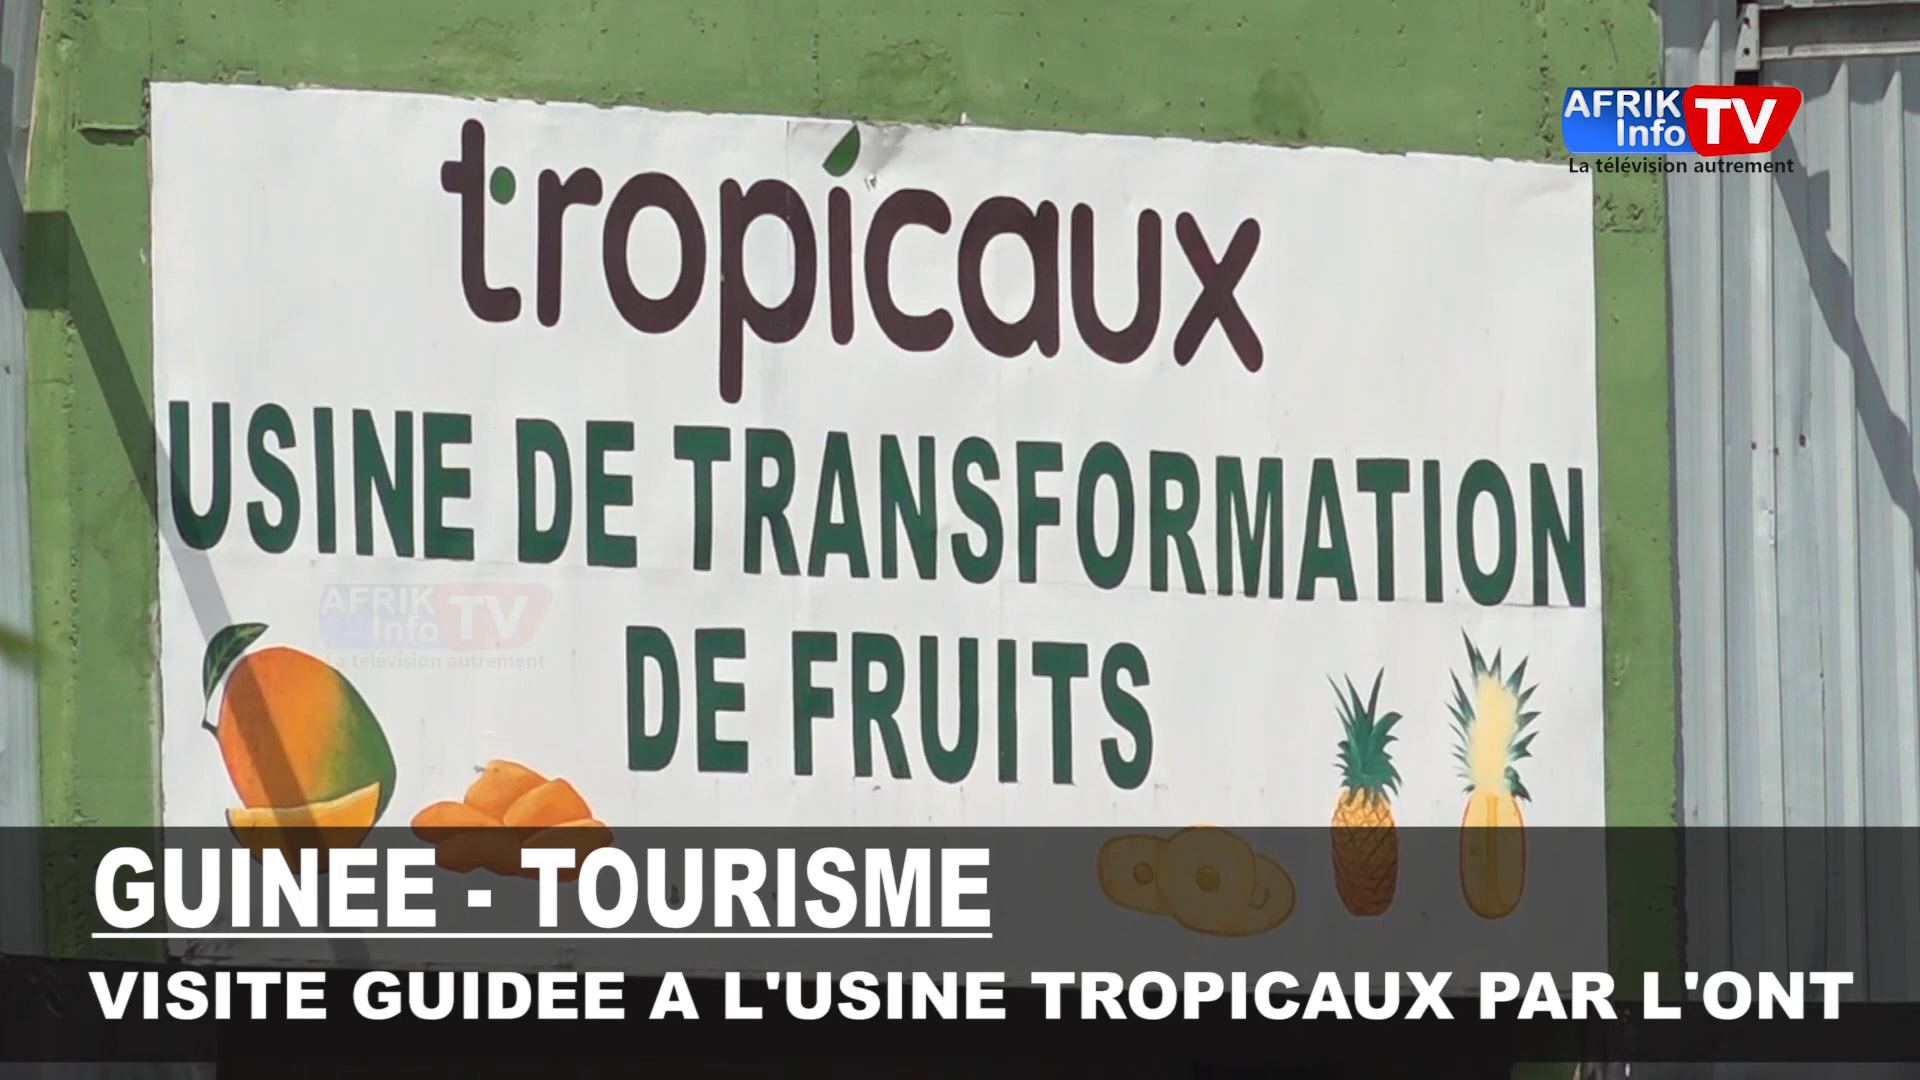 AFRIK
Info TV
La télévision autrement
tropicaux
USINE DE TRANSFORMATION
DE FRUITS
AFRIK
Info TV
La télévision autrement
GUINEE - TOURISME
VISITE GUIDEE A L'USINE TROPICAUX PAR L'ONT